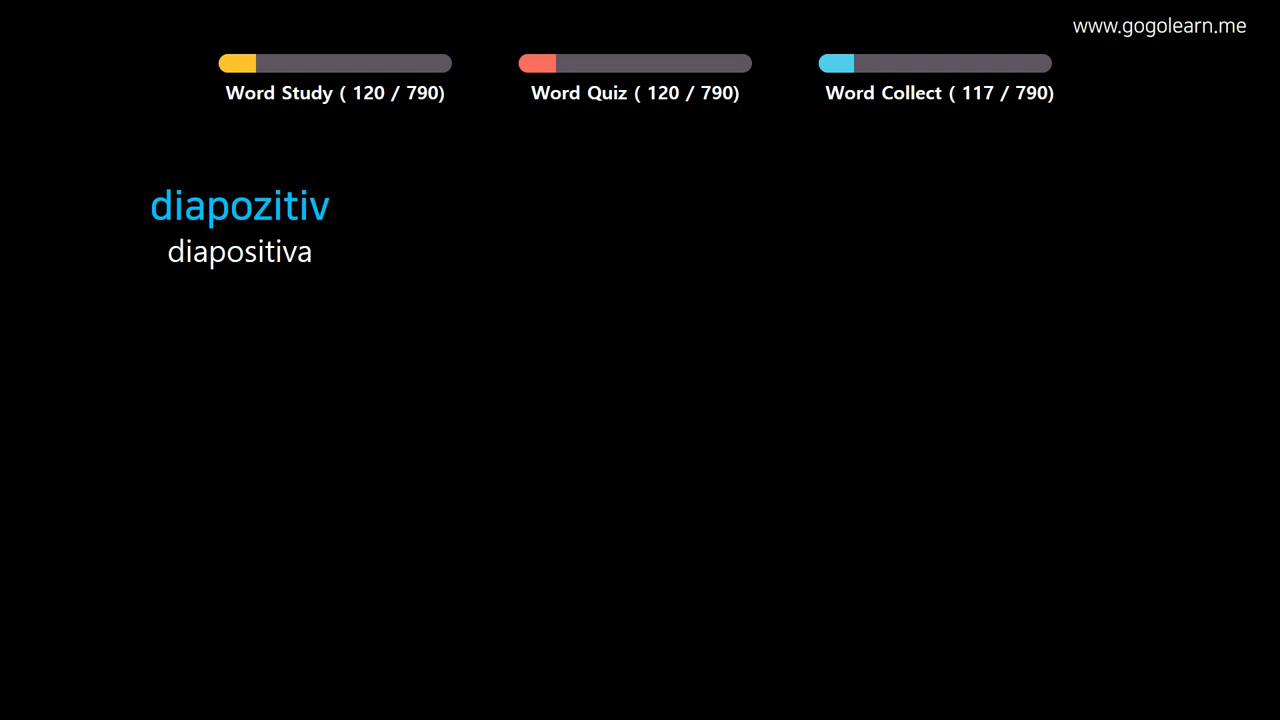 www.gogolearn.me
Word Study ( 120 / 790)
Word Quiz ( 120 / 790)
Word Collect ( 117 / 790)
diapozitiv
diapositiva